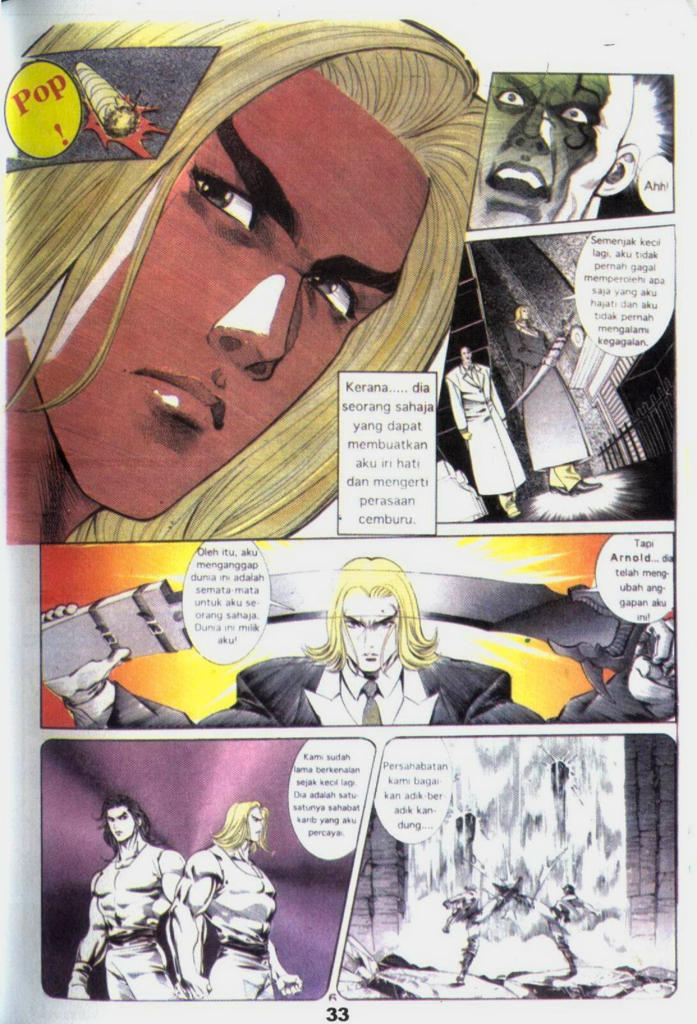 Pop
!
Ahh!
Semenjak kecil
lagi, aku tidak
pernah gagal
memperolehi apa
saja yang aku
hajati dan aku
tidak pernah
mengalami
kegagalan.
Kerana..... dia
seorang sahaja
yang dapat
membuatkan
aku iri hati
dan mengerti
perasaan
cemburu.
Oleh itu, aku
menganggap
dunia ini adalah
semata-mata
untuk aku se-
orang sahaja.
Dunia ini milik
aku!
Tapi
Arnold... dia
telah meng-
ubah ang-
gapan aku
ini!
Kami sudah
lama berkenalan
sejak kecil lagi.
Dia adalah satu-
satunya sahabat
karib yang aku
percayai.
Persahabatan
kami bagai-
kan adik-ber-
adik kan-
dung....
33